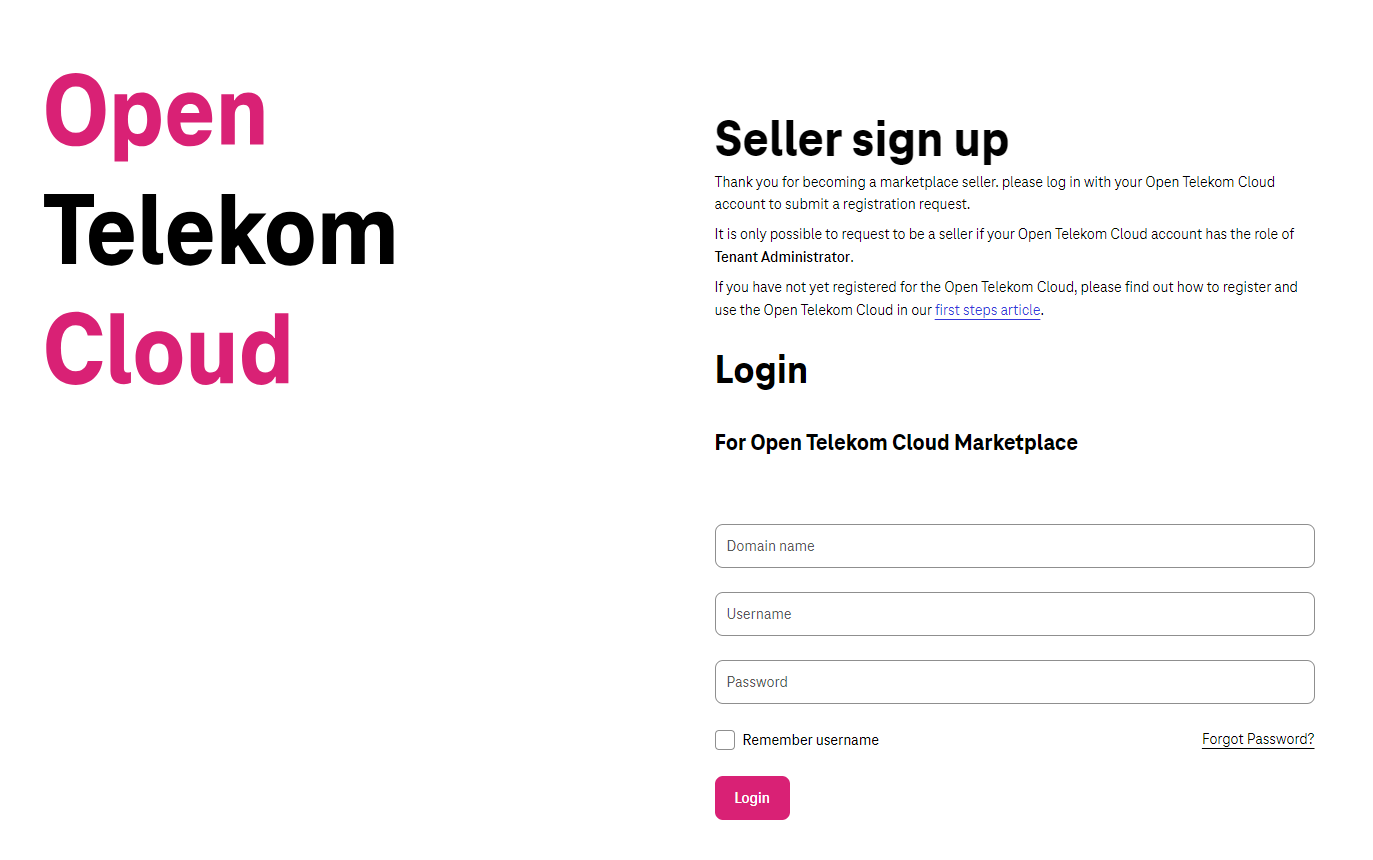 Open
Telekom
Cloud
Seller sign up
Thank you for becoming a marketplace seller. please log in with your Open Telekom Cloud
account to submit a registration request.
It is only possible to request to be a seller if your Open Telekom Cloud account has the role of
Tenant Administrator.
If you have not yet registered for the Open Telekom Cloud, please find out how to register and
use the Open Telekom Cloud in our first steps article.
Login
For Open Telekom Cloud Marketplace
Domain name
Username
Password
Remember username Forgot Password?
Login